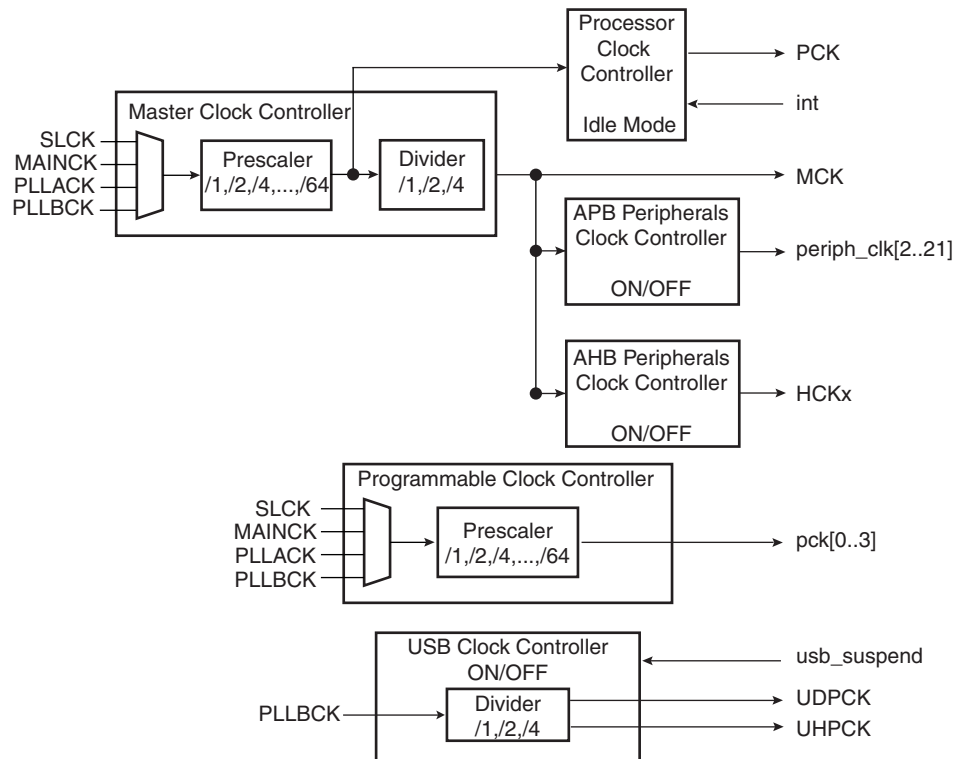 Processor
Clock
Controller
Idle Mode
PCK
int
Master Clock Controller
SLCK
MAINCK
PLLACK
PLLBCK
Prescaler
/1,/2,/4,...,/64
Divider
/1,/2,/4
MCK
APB Peripherals
Clock Controller
ON/OFF
periph_clk[2..21]
AHB Peripherals
Clock Controller
ON/OFF
HCKx
Programmable Clock Controller
SLCK
MAINCK
PLLACK
PLLBCK
Prescaler
/1,/2,/4,...,/64
pck[0..3]
USB Clock Controller
ON/OFF
usb_suspend
PLLBCK
Divider
/1,/2,/4
UDPCK
UHPCK